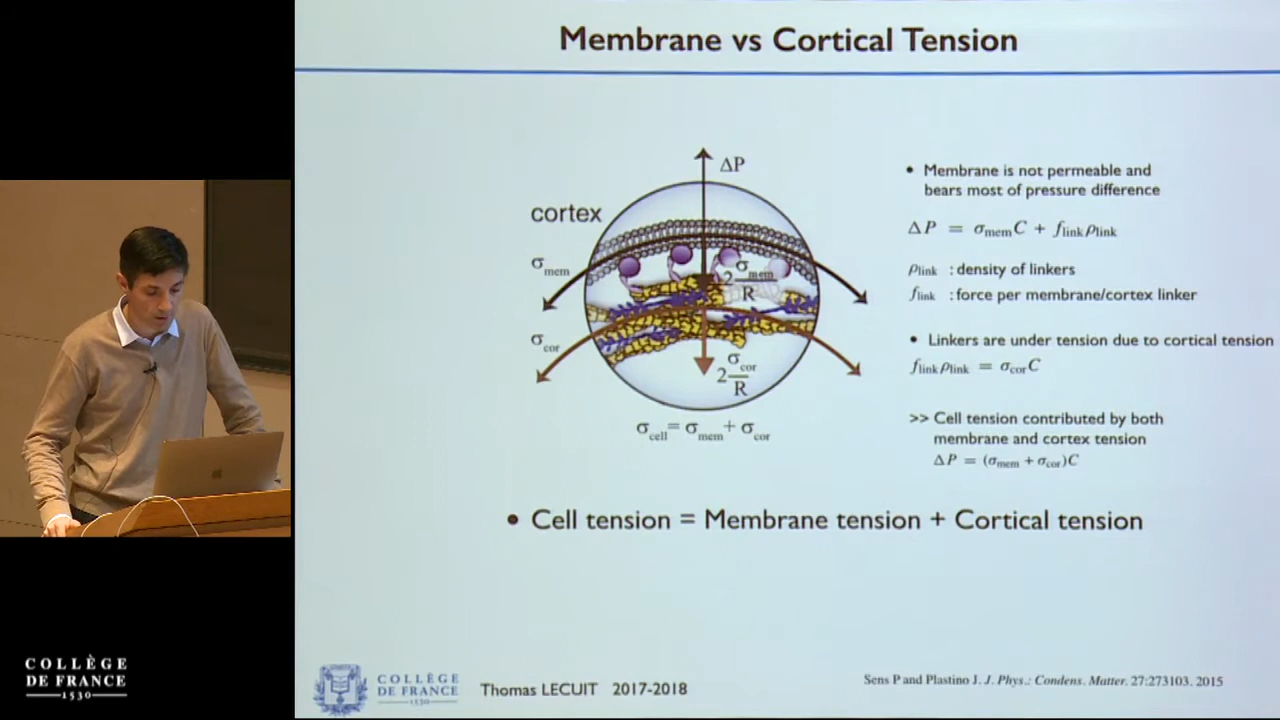 Membrane vs Cortical Tension
ΔP
cortex
σmem
2σmem/R
σcor
2σcor/R
σcell = σmem + σcor
• Membrane is not permeable and
bears most of pressure difference
ΔP = σmemC + flinkρlink
ρlink : density of linkers
flink : force per membrane/cortex linker
• Linkers are under tension due to cortical tension
flinkρlink = σcorC
>> Cell tension contributed by both
membrane and cortex tension
ΔP = (σmem + σcor)C
• Cell tension = Membrane tension + Cortical tension
COLLÈGE
DE FRANCE
1530
COLLÈGE
DE FRANCE
1530
Thomas LECUIT 2017-2018
Sens P and Plastino J. J. Phys.: Condens. Matter. 27:273103. 2015